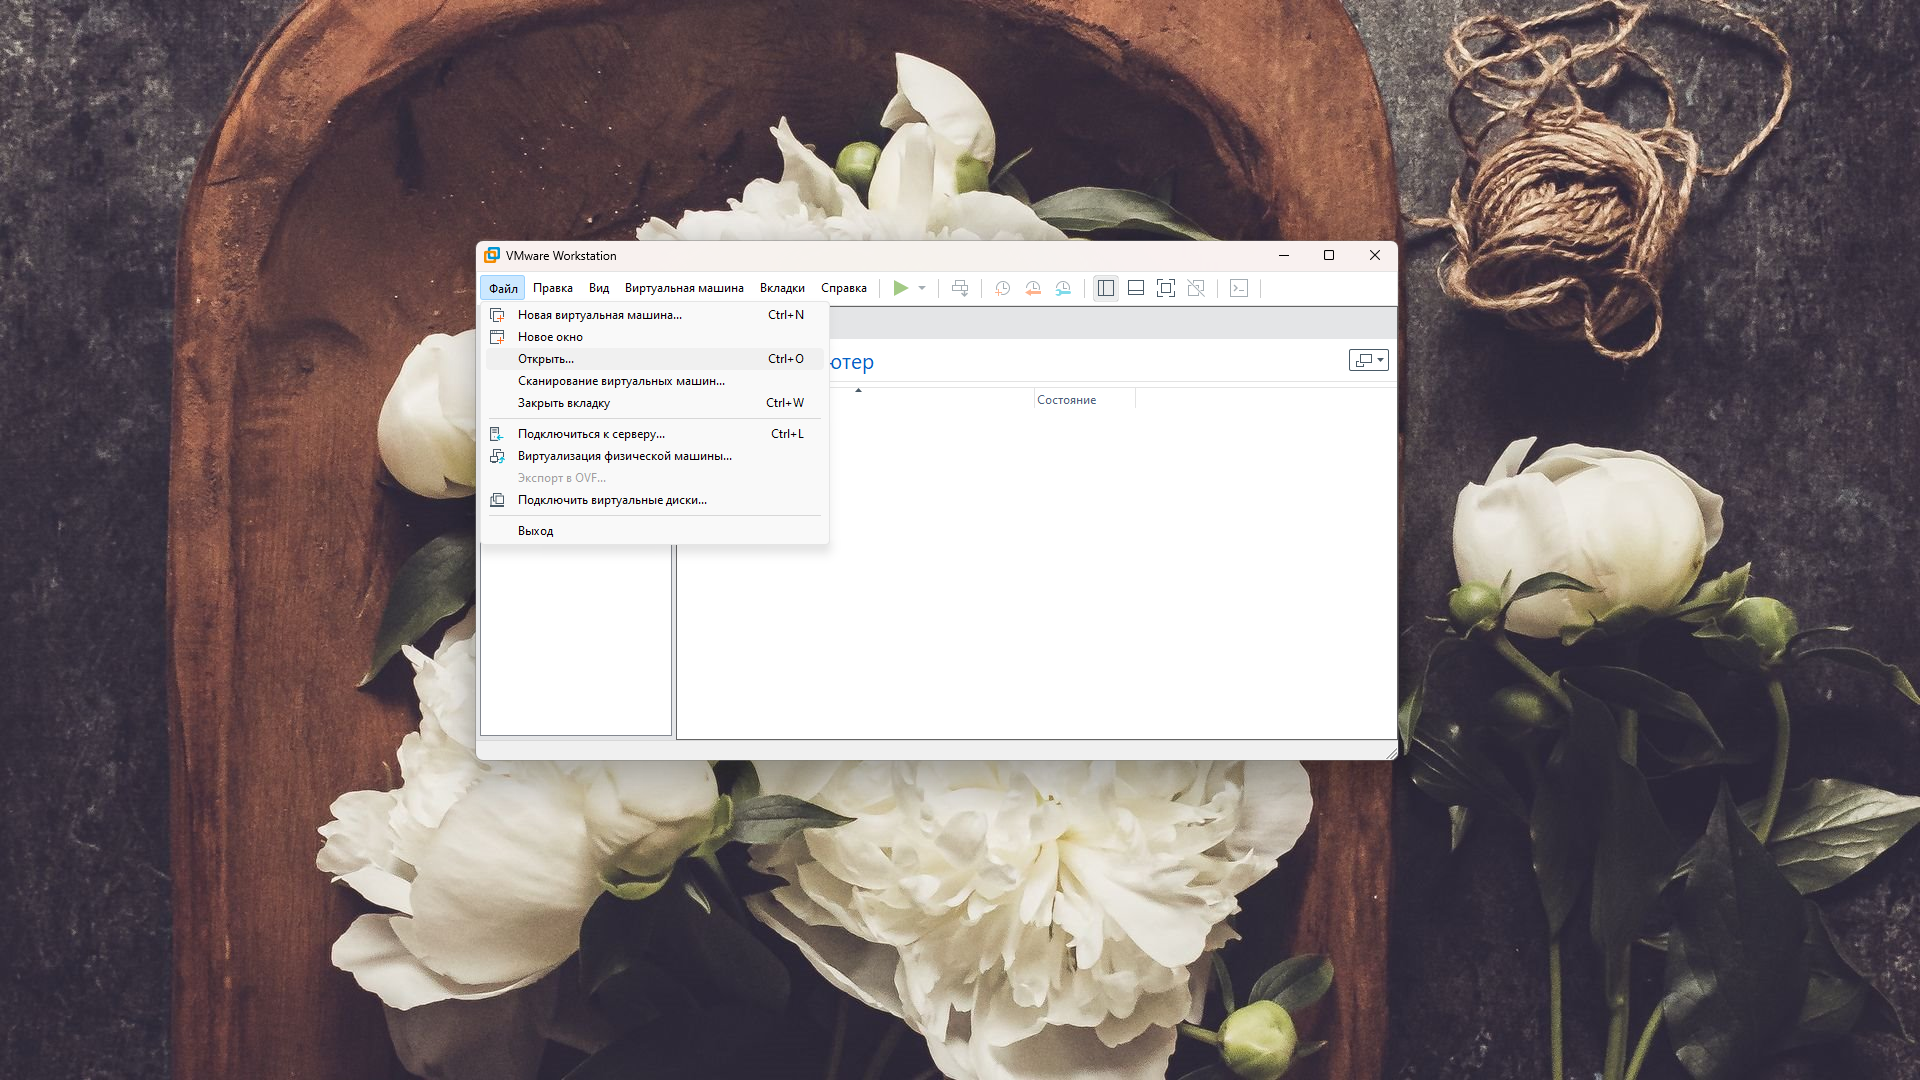 VMware Workstation
Файл Правка Вид Виртуальная машина Вкладки Справка
Новая виртуальная машина... Ctrl+N
Новое окно
Открыть... Ctrl+O
Сканирование виртуальных машин...
Закрыть вкладку Ctrl+W
Подключиться к серверу... Ctrl+L
Виртуализация физической машины...
Экспорт в OVF...
Подключить виртуальные диски...
Выход
ютер
Состояние